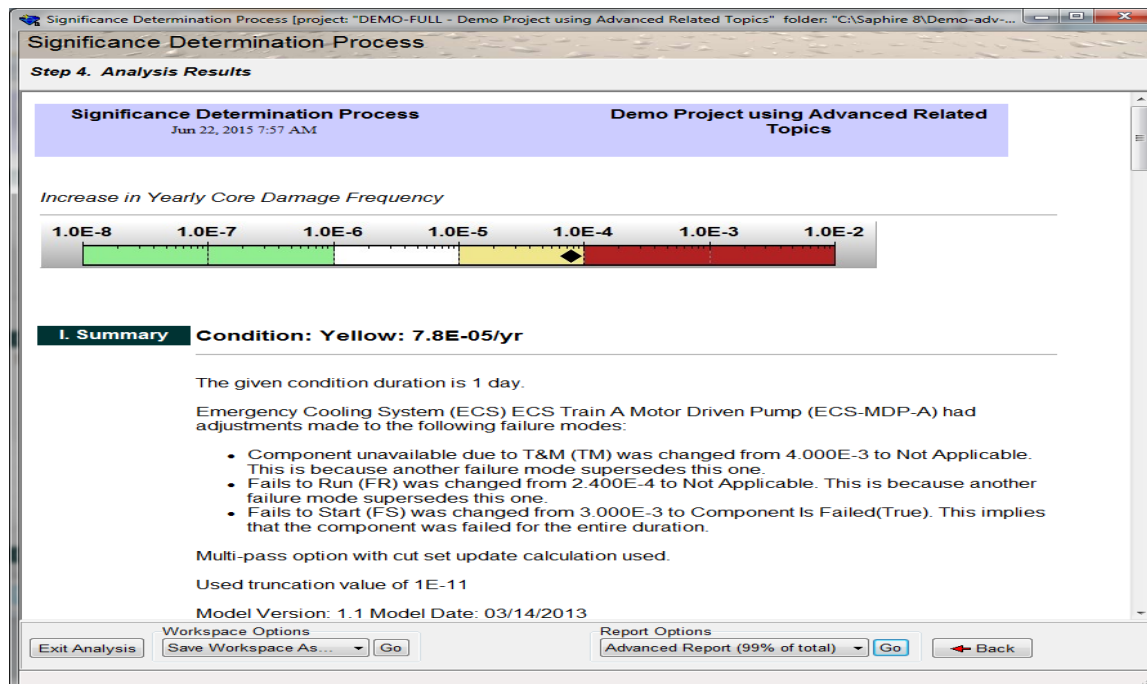 Significance Determination Process [project: "DEMO-FULL - Demo Project using Advanced Related Topics"  folder: "C:\Saphire 8\Demo-adv-...
Significance Determination Process
Step 4.  Analysis Results
Significance Determination Process
Jun 22, 2015 7:57 AM
Demo Project using Advanced Related
Topics
Increase in Yearly Core Damage Frequency
1.0E-8 1.0E-7 1.0E-6 1.0E-5 1.0E-4 1.0E-3 1.0E-2
I. Summary Condition: Yellow: 7.8E-05/yr
The given condition duration is 1 day.
Emergency Cooling System (ECS) ECS Train A Motor Driven Pump (ECS-MDP-A) had
adjustments made to the following failure modes:
• Component unavailable due to T&M (TM) was changed from 4.000E-3 to Not Applicable.
This is because another failure mode supersedes this one.
• Fails to Run (FR) was changed from 2.400E-4 to Not Applicable. This is because another
failure mode supersedes this one.
• Fails to Start (FS) was changed from 3.000E-3 to Component Is Failed(True). This implies
that the component was failed for the entire duration.
Multi-pass option with cut set update calculation used.
Used truncation value of 1E-11
Model Version: 1.1 Model Date: 03/14/2013
Workspace Options
Report Options
Exit Analysis Save Workspace As... Go Advanced Report (99% of total) Go Back